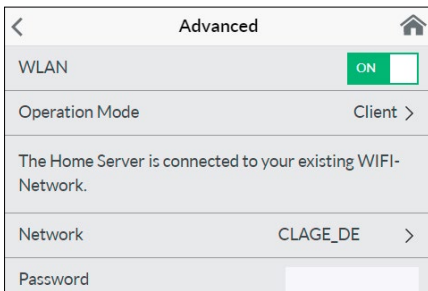 Advanced
WLAN ON
Operation Mode Client >
The Home Server is connected to your existing WIFI-
Network.
Network CLAGE_DE >
Password